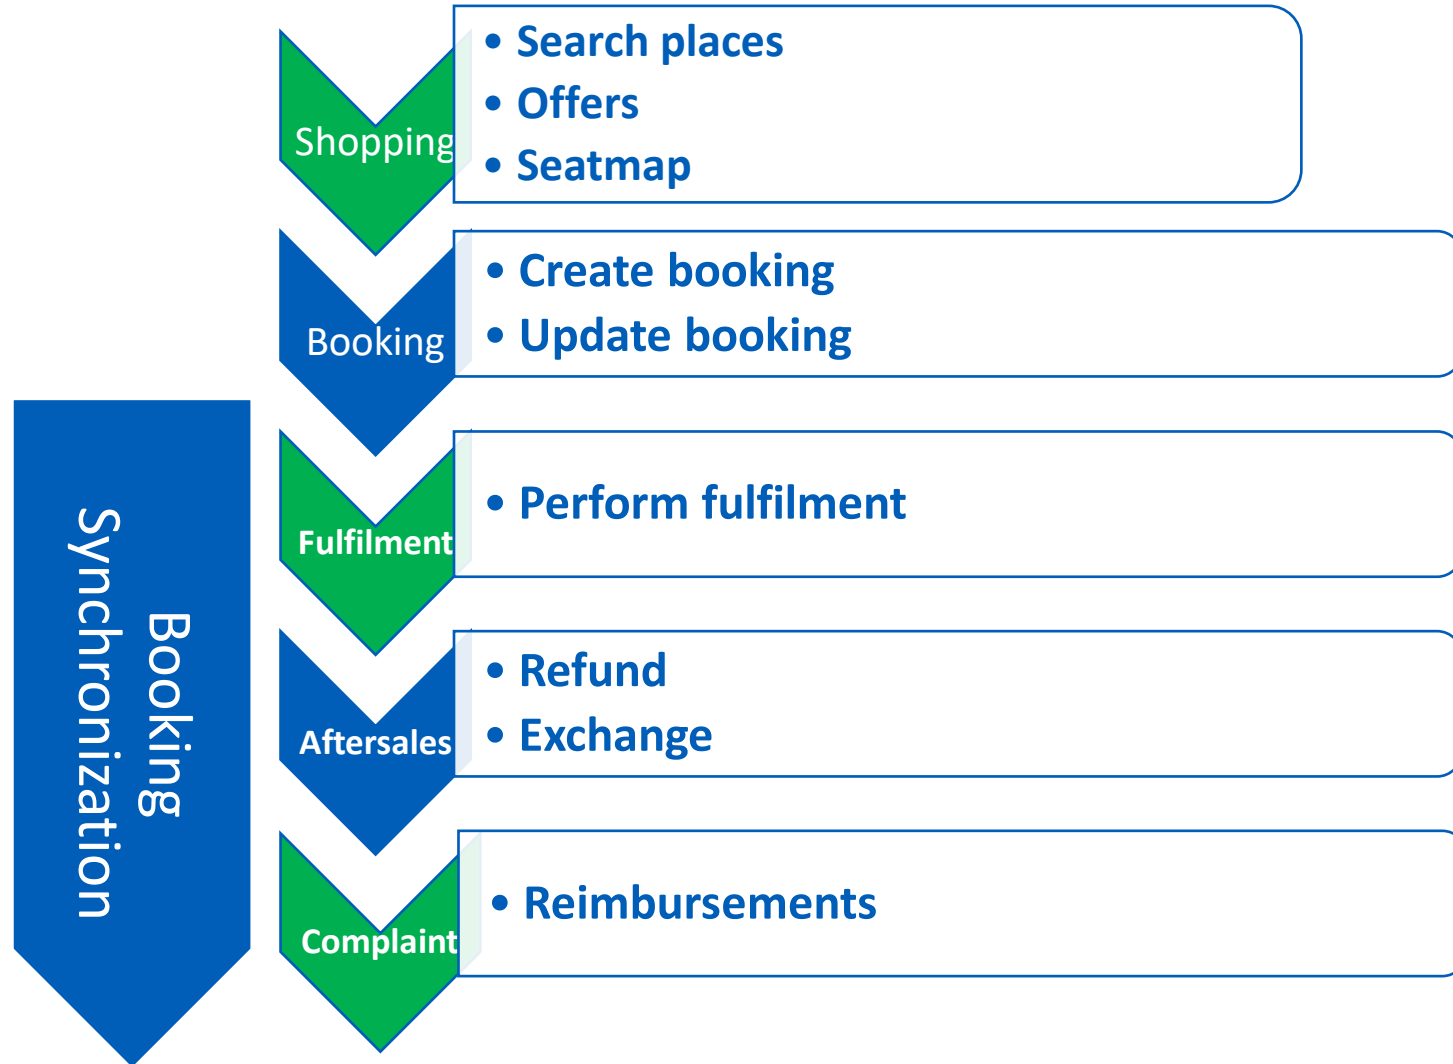 Shopping
• Search places
• Offers
• Seatmap
Booking
• Create booking
• Update booking
Fulfilment
• Perform fulfilment
Aftersales
• Refund
• Exchange
Complaint
• Reimbursements
Booking
Synchronization